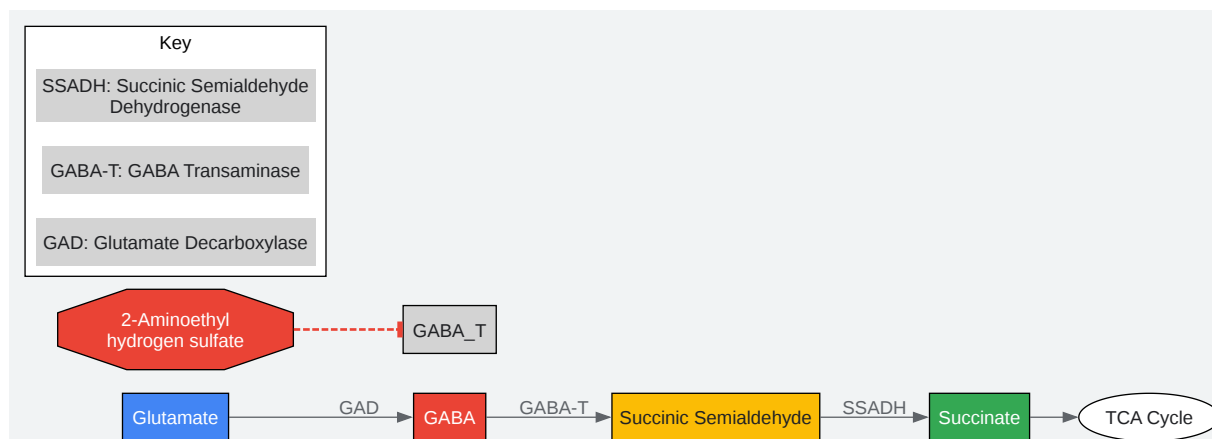 Key
SSADH: Succinic Semialdehyde
Dehydrogenase
GABA-T: GABA Transaminase
GAD: Glutamate Decarboxylase
2-Aminoethyl
hydrogen sulfate
GABA_T
Glutamate
GAD
GABA
GABA-T
Succinic Semialdehyde
SSADH
Succinate
TCA Cycle